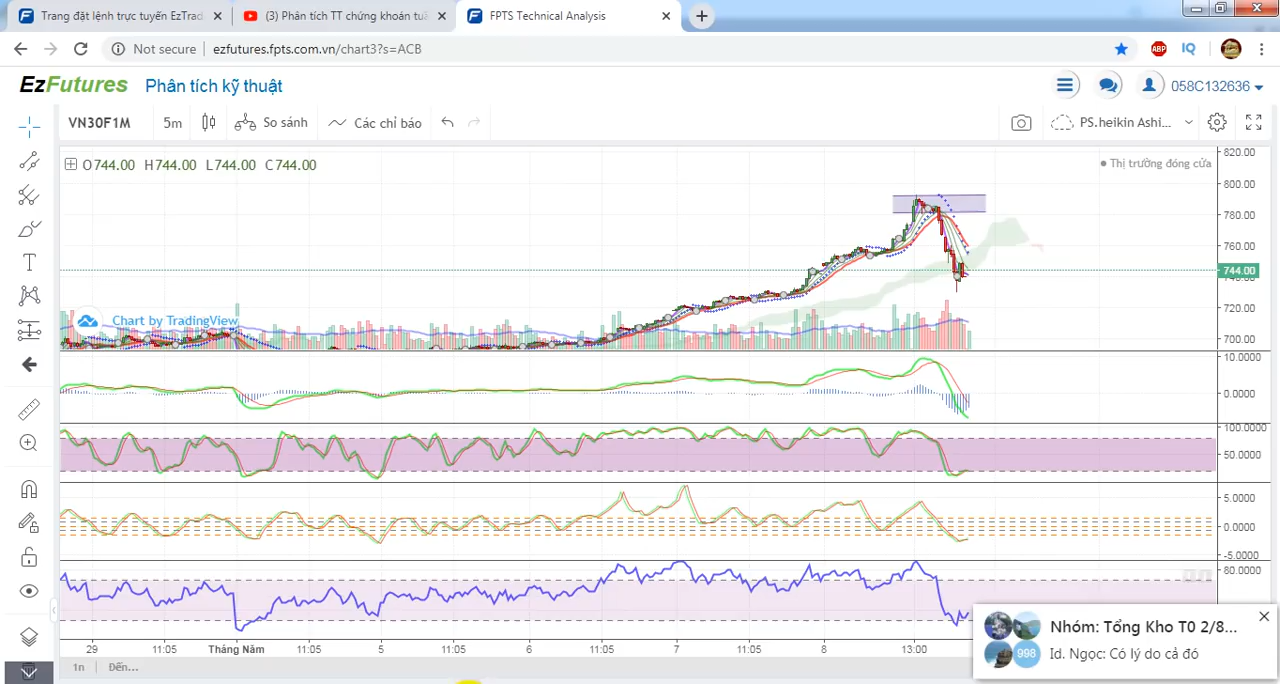 Trang đặt lệnh trực tuyến EzTrad
(3) Phân tích TT chứng khoán tuầ
FPTS Technical Analysis
Not secure
ezfutures.fpts.com.vn/chart3?s=ACB
ABP
IQ
EzFutures
Phân tích kỹ thuật
058C132636
VN30F1M
5m
So sánh
Các chỉ báo
PS.heikin Ashi...
O744.00 H744.00 L744.00 C744.00
Thị trường đóng cửa
820.00
800.00
780.00
760.00
744.00
740.00
720.00
700.00
Chart by TradingView
10.0000
0.0000
100.0000
50.0000
5.0000
0.0000
-5.0000
80.0000
29
11:05
Tháng Năm
11:05
5
11:05
6
11:05
7
11:05
8
13:00
1n
Đến...
Nhóm: Tổng Kho T0 2/8...
998
Id. Ngọc: Có lý do cả đó